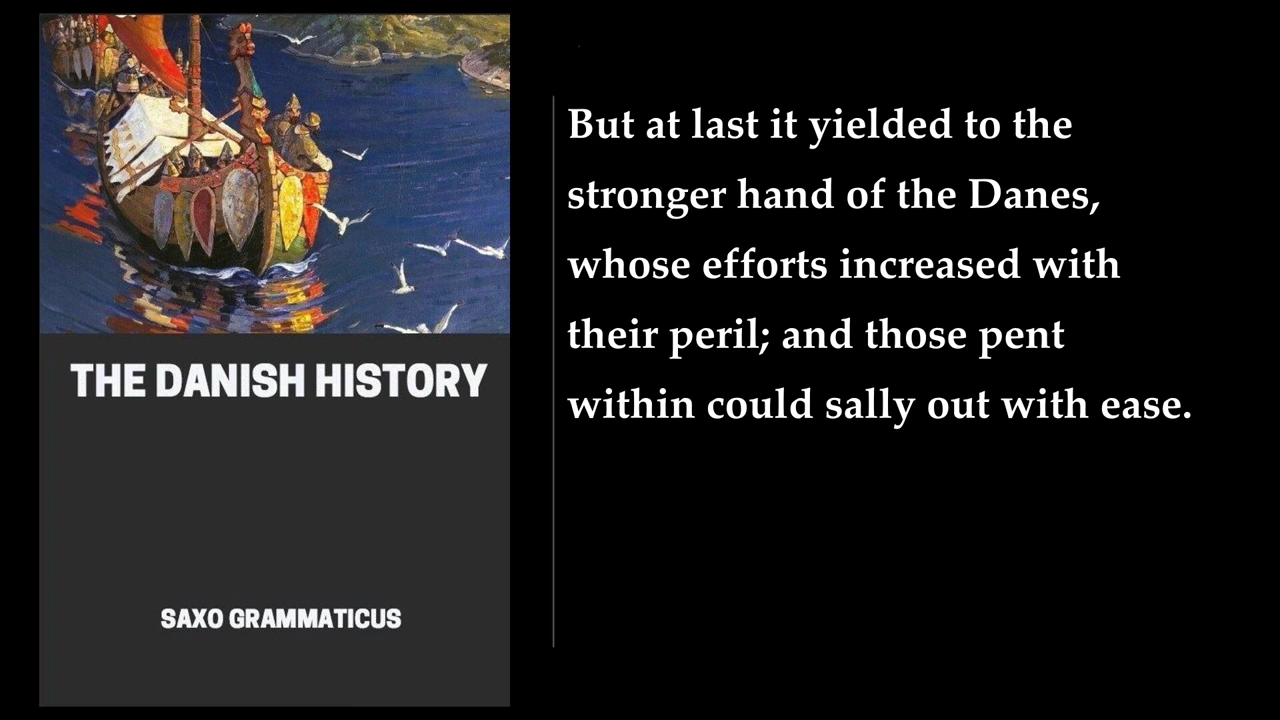 THE DANISH HISTORY
SAXO GRAMMATICUS
But at last it yielded to the
stronger hand of the Danes,
whose efforts increased with
their peril; and those pent
within could sally out with ease.